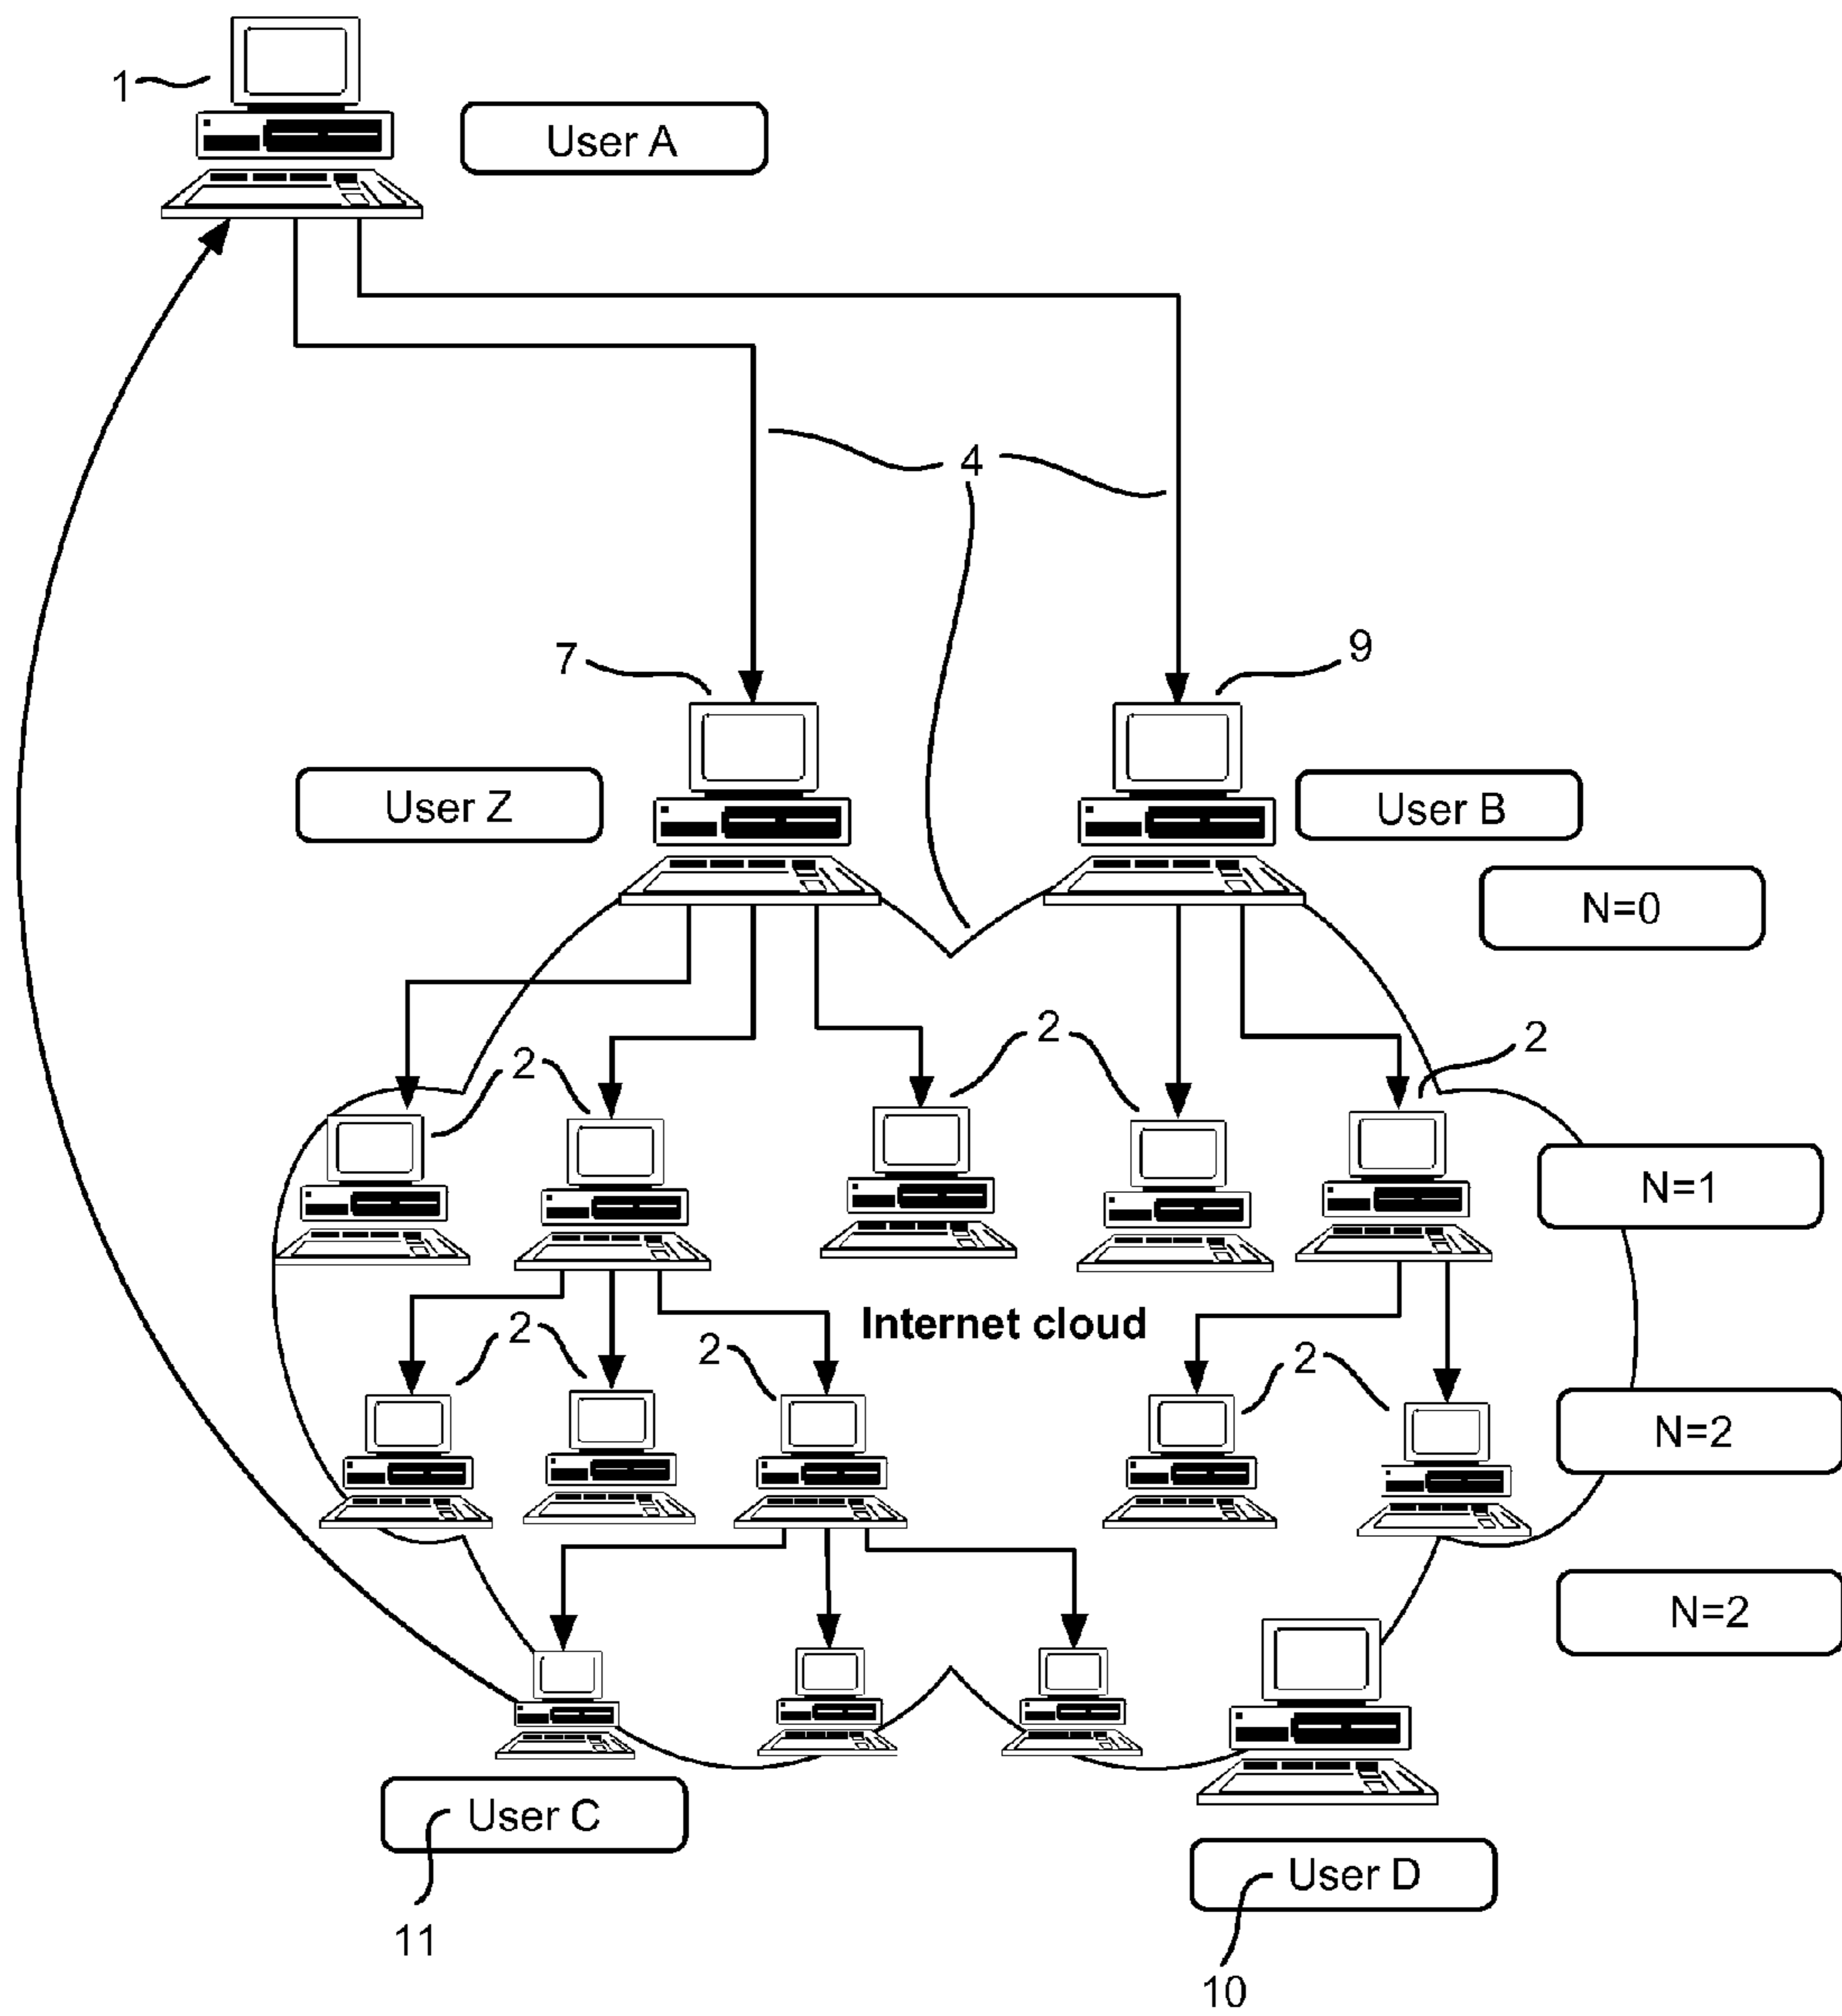 1
User A
4
7
9
User Z
User B
N=0
2
2
2
N=1
Internet cloud
2
2
2
N=2
N=2
User C
User D
11
10